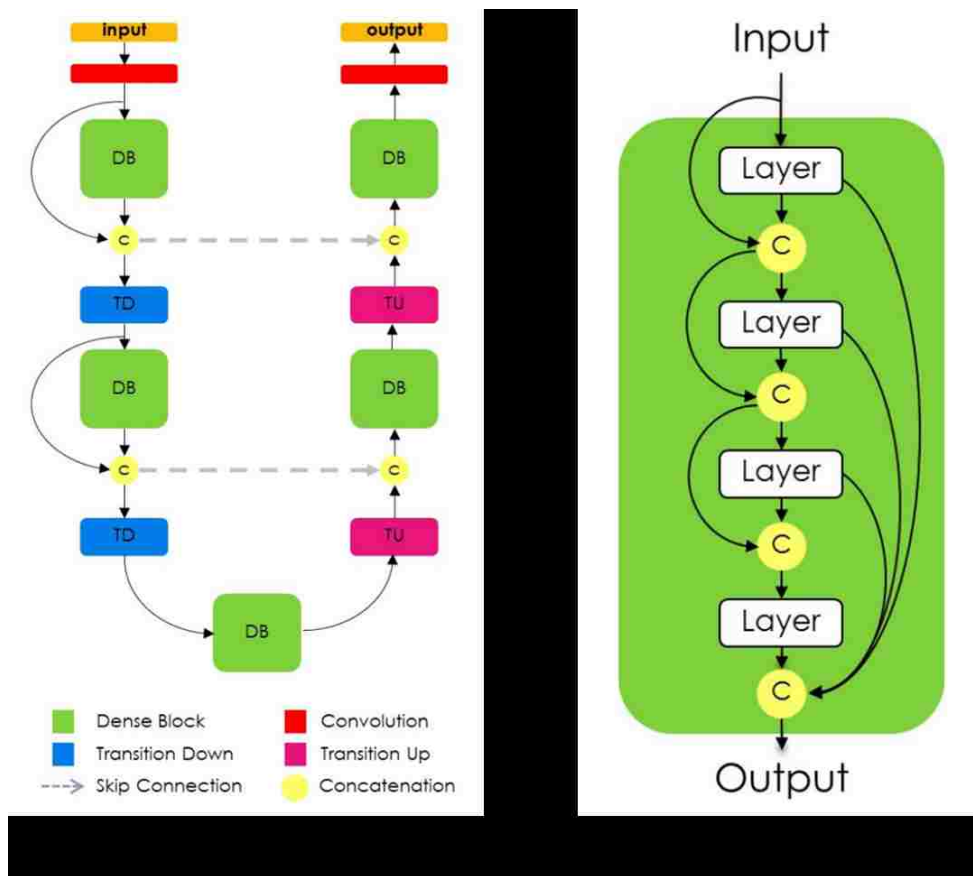 input
output
DB
DB
C
C
TD
TU
DB
DB
C
C
TD
TU
DB
Dense Block
Convolution
Transition Down
Transition Up
Skip Connection
Concatenation
Input
Layer
C
Layer
C
Layer
C
Layer
C
Output